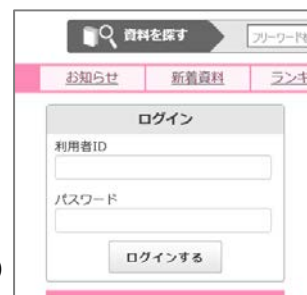 資料を探す
フリーワード
お知らせ
新着資料
ランキ
ログイン
利用者ID
パスワード
ログインする
)